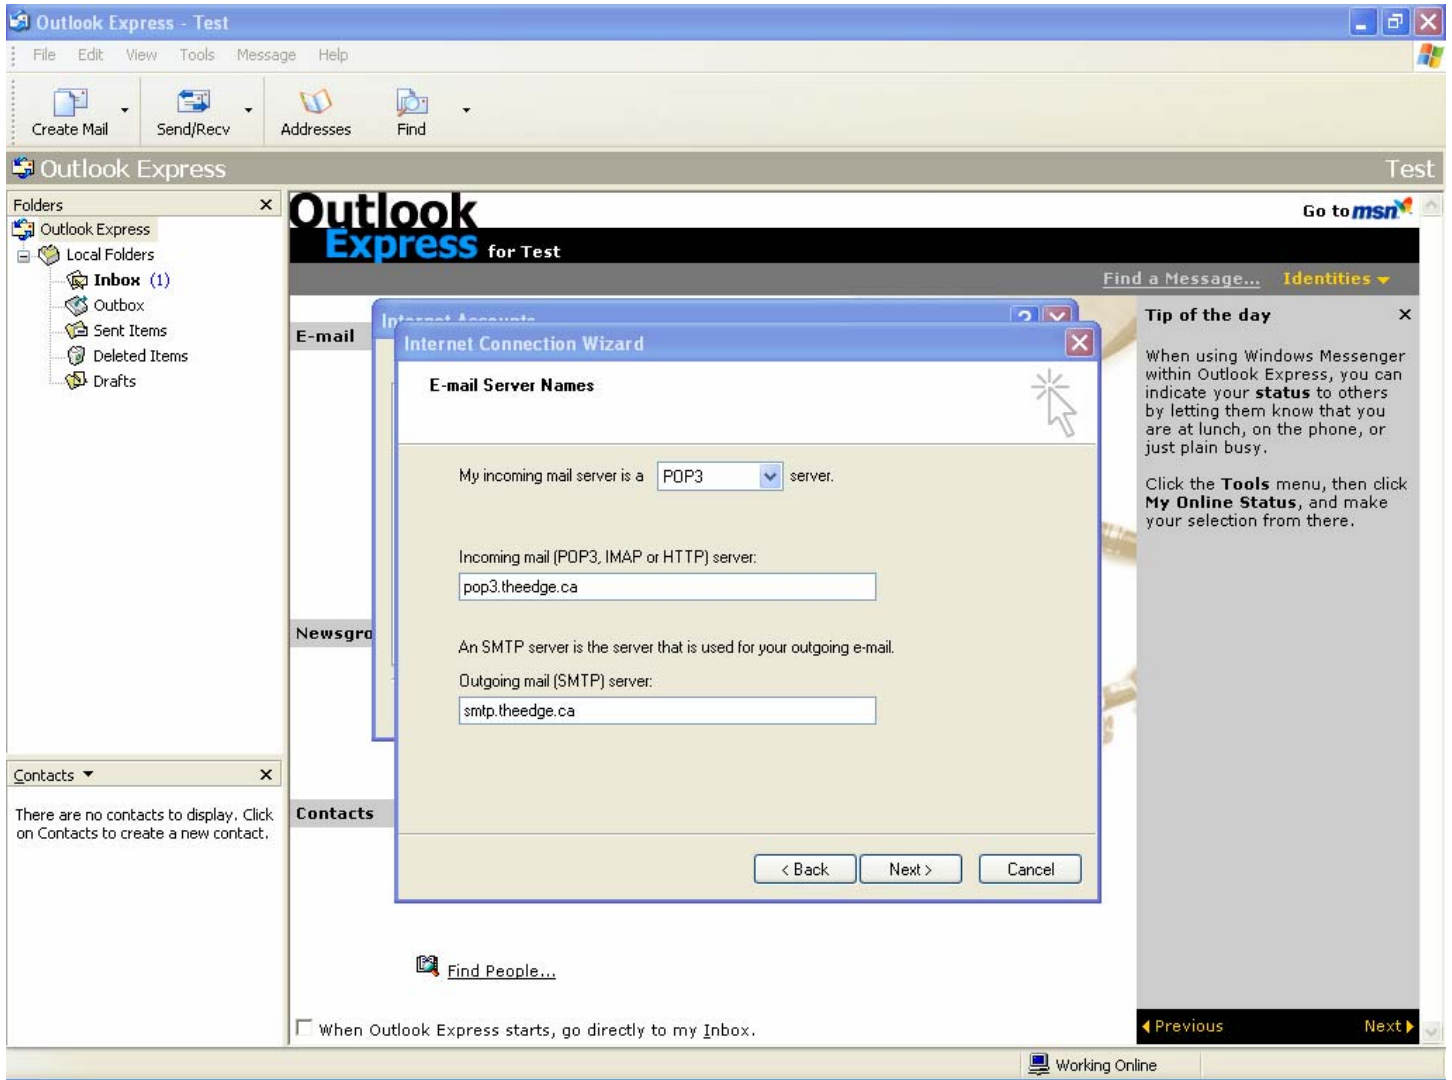 Outlook Express - Test
File Edit View Tools Message Help
Create Mail Send/Recv Addresses Find
Outlook Express Test
Folders
Outlook Express
Local Folders
Inbox (1)
Outbox
Sent Items
Deleted Items
Drafts
Contacts
There are no contacts to display. Click
on Contacts to create a new contact.
Outlook
Express for Test
Go to msn
Find a Message... Identities
E-mail
Newsgro
Contacts
Find People...
When Outlook Express starts, go directly to my Inbox.
Internet Accounts
Internet Connection Wizard
E-mail Server Names
My incoming mail server is a POP3 server.
Incoming mail (POP3, IMAP or HTTP) server:
pop3.theedge.ca
An SMTP server is the server that is used for your outgoing e-mail.
Outgoing mail (SMTP) server:
smtp.theedge.ca
< Back Next > Cancel
Tip of the day
When using Windows Messenger
within Outlook Express, you can
indicate your status to others
by letting them know that you
are at lunch, on the phone, or
just plain busy.
Click the Tools menu, then click
My Online Status, and make
your selection from there.
Previous Next
Working Online